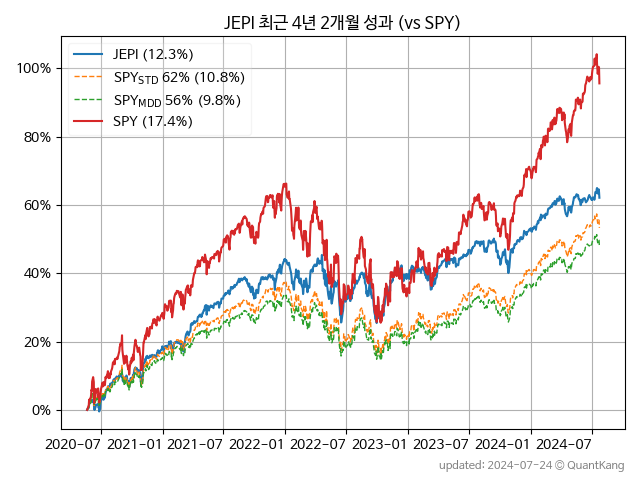 JEPI 최근 4년 2개월 성과 (vs SPY)
JEPI (12.3%)
SPY_STD 62% (10.8%)
SPY_MDD 56% (9.8%)
SPY (17.4%)
100%
80%
60%
40%
20%
0%
2020-07 2021-01 2021-07 2022-01 2022-07 2023-01 2023-07 2024-01 2024-07
updated: 2024-07-24 © QuantKang